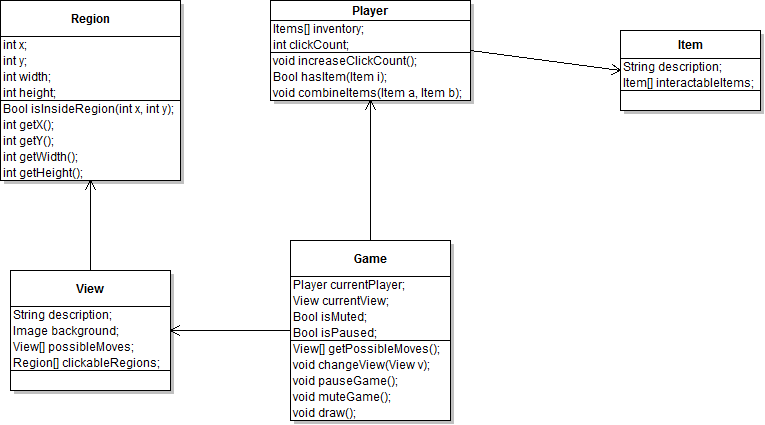 Region
int x;
int y;
int width;
int height;
Bool isInsideRegion(int x, int y);
int getX();
int getY();
int getWidth();
int getHeight();
Player
Items[] inventory;
int clickCount;
void increaseClickCount();
Bool hasItem(Item i);
void combineItems(Item a, Item b);
Item
String description;
Item[] interactableItems;
View
String description;
Image background;
View[] possibleMoves;
Region[] clickableRegions;
Game
Player currentPlayer;
View currentView;
Bool isMuted;
Bool isPaused;
View[] getPossibleMoves();
void changeView(View v);
void pauseGame();
void muteGame();
void draw();